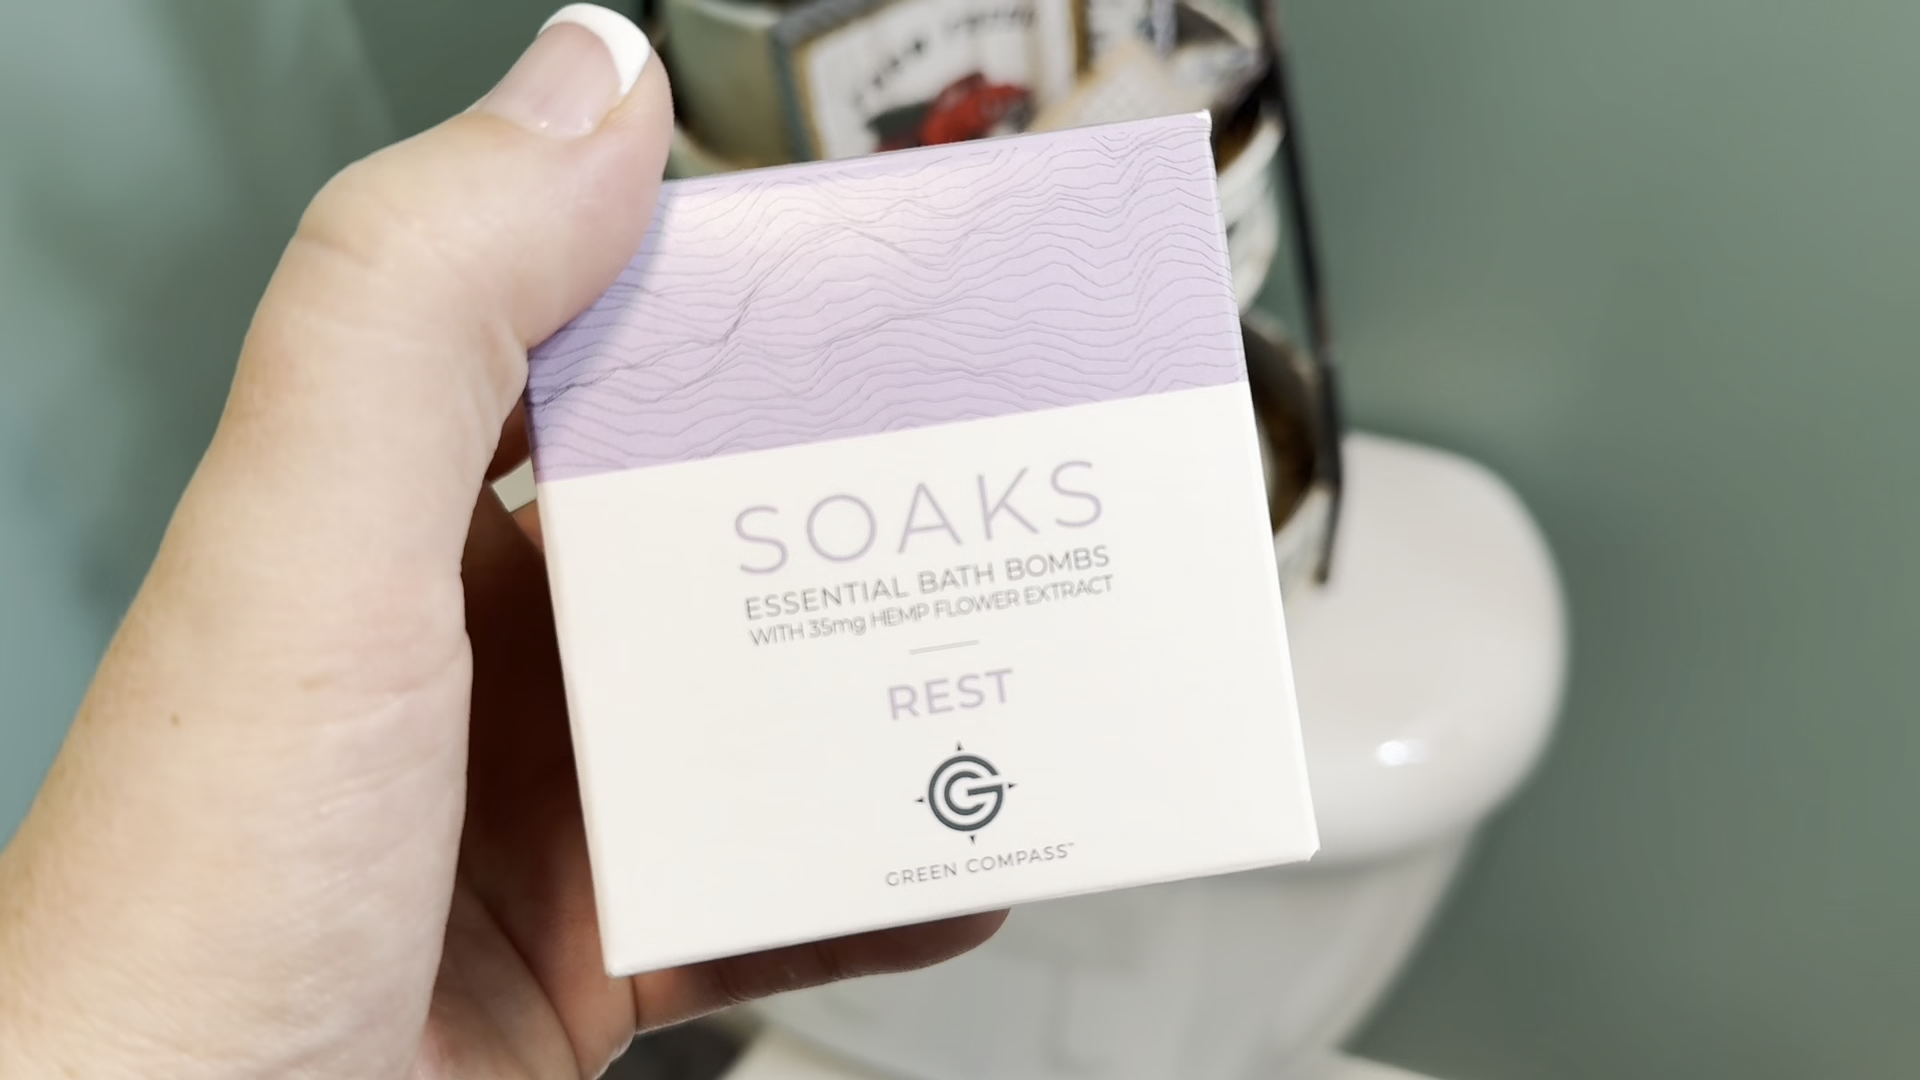 SOAKS
ESSENTIAL BATH BOMBS
WITH 35mg HEMP FLOWER EXTRACT
REST
GREEN COMPASS™